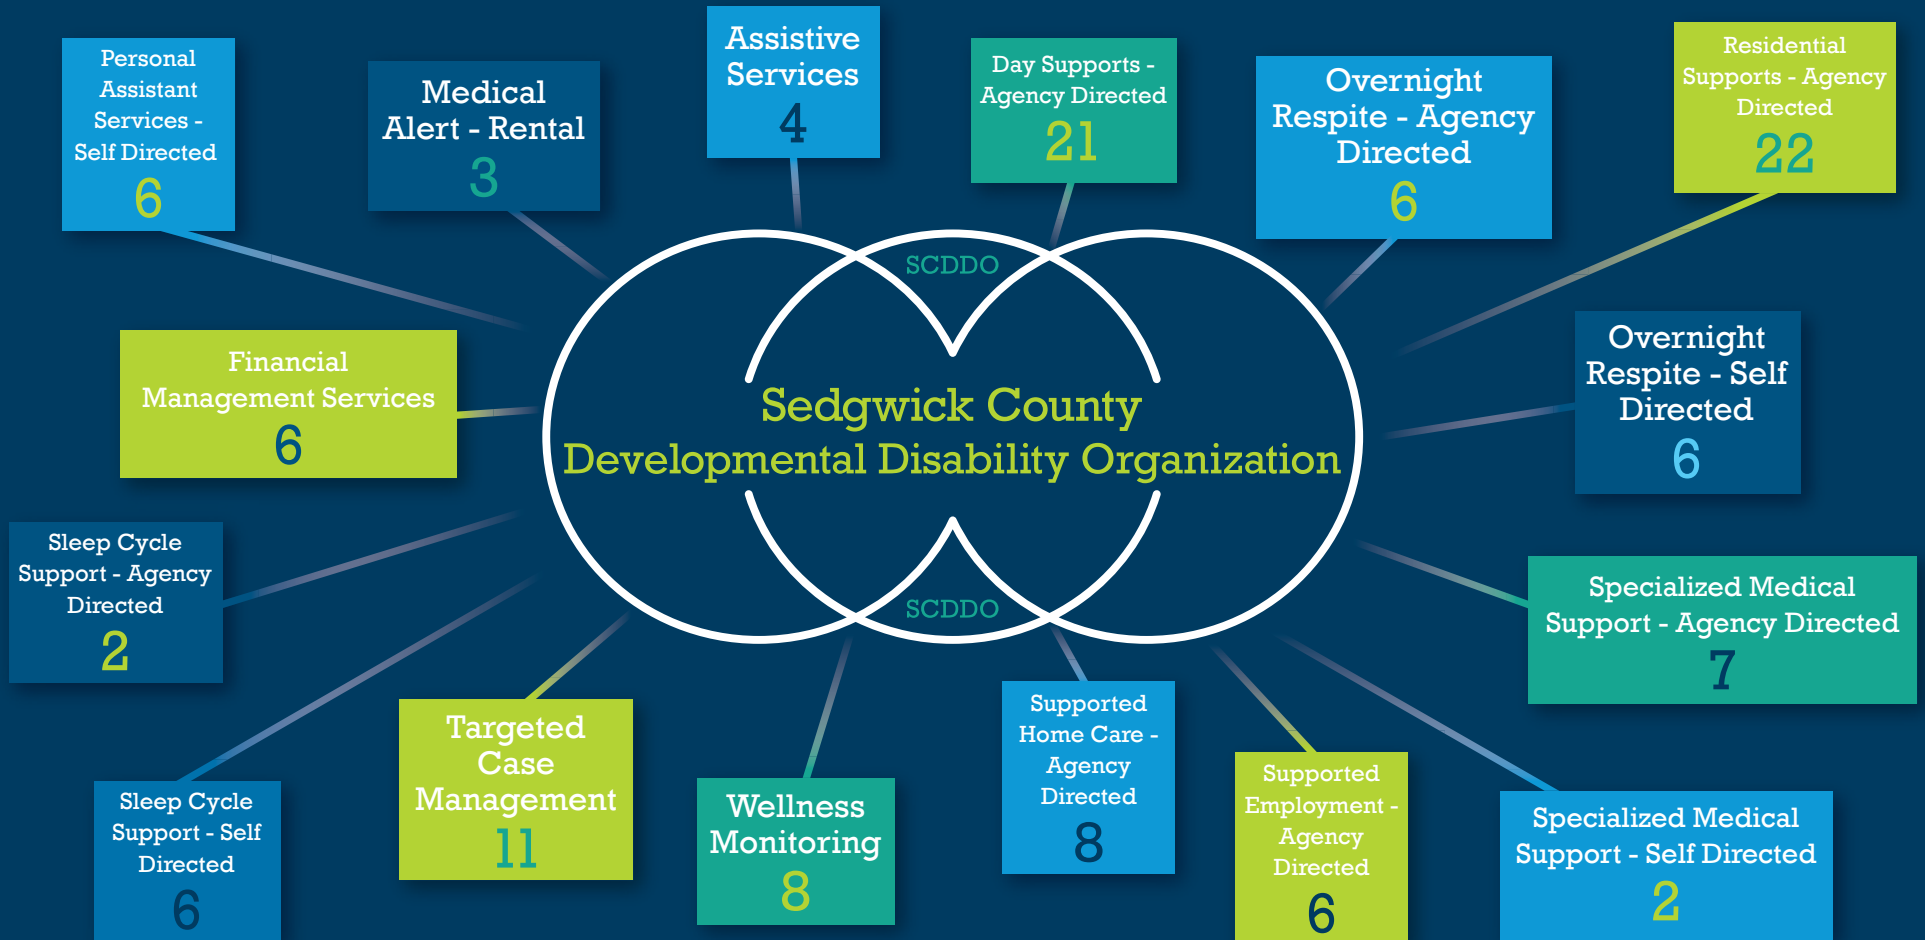 Personal
Assistant
Services -
Self Directed
6
Medical
Alert - Rental
3
Assistive
Services
4
Day Supports -
Agency Directed
21
Overnight
Respite - Agency
Directed
6
Residential
Supports - Agency
Directed
22
SCDDO
Financial
Management Services
6
Sedgwick County
Developmental Disability Organization
Overnight
Respite - Self
Directed
6
Sleep Cycle
Support - Agency
Directed
2
SCDDO
Specialized Medical
Support - Agency Directed
7
Sleep Cycle
Support - Self
Directed
6
Targeted
Case
Management
11
Wellness
Monitoring
8
Supported
Home Care -
Agency
Directed
8
Supported
Employment -
Agency
Directed
6
Specialized Medical
Support - Self Directed
2